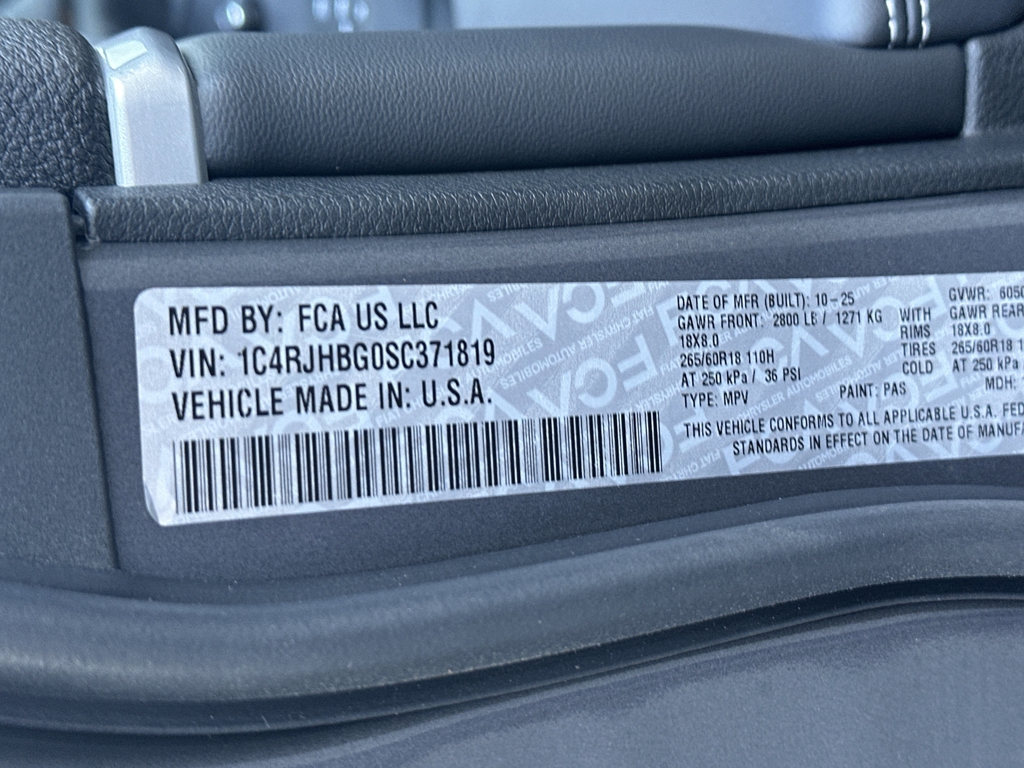 MFD BY: FCA US LLC
VIN: 1C4RJHBG0SC371819
VEHICLE MADE IN: U.S.A.
DATE OF MFR (BUILT): 10-25
GAWR FRONT: 2800 LB / 1271 KG WITH
18X8.0 RIMS
265/60R18 110H TIRES
AT 250 kPa / 36 PSI COLD
TYPE: MPV PAINT: PAS
THIS VEHICLE CONFORMS TO ALL APPLICABLE U.S.A. FED
STANDARDS IN EFFECT ON THE DATE OF MANUFA
GVWR: 605
GAWR REAR
18X8.0
265/60R18
AT 250 kPa
MDH: